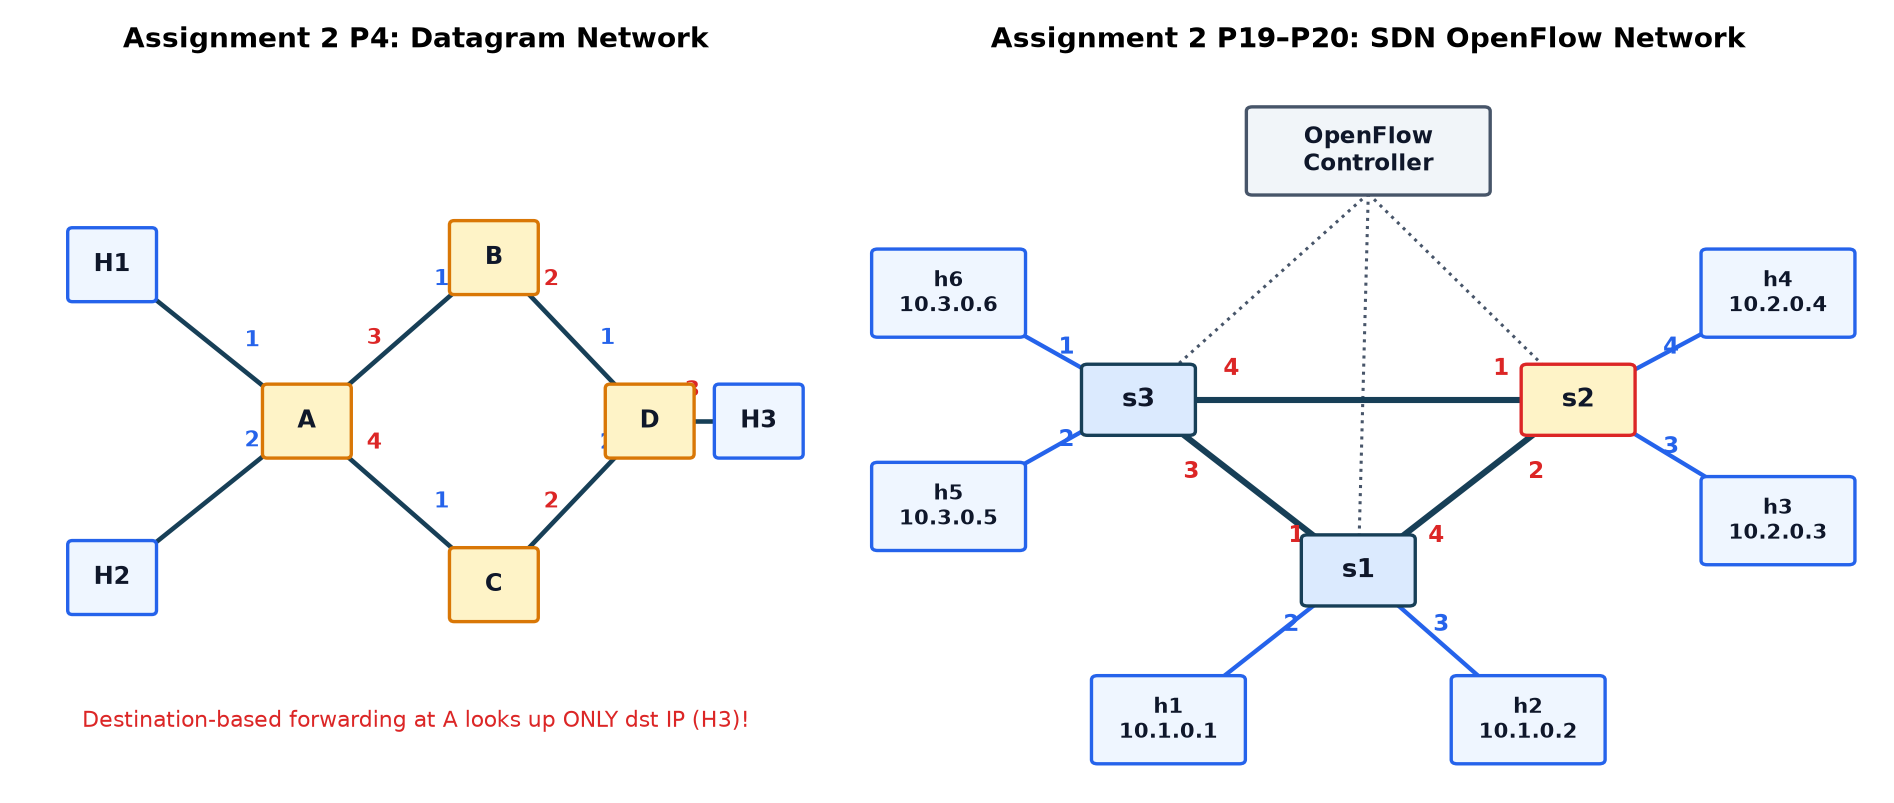 Assignment 2 P4: Datagram Network
H1
B
1
2
1
3
1
A
D
3
H3
2
4
1
2
H2
C
Destination-based forwarding at A looks up ONLY dst IP (H3)!
Assignment 2 P19–P20: SDN OpenFlow Network
OpenFlow
Controller
h6
10.3.0.6
h4
10.2.0.4
1
4
4
1
s3
s2
2
3
3
2
h5
10.3.0.5
h3
10.2.0.3
1
4
s1
2
3
h1
10.1.0.1
h2
10.1.0.2